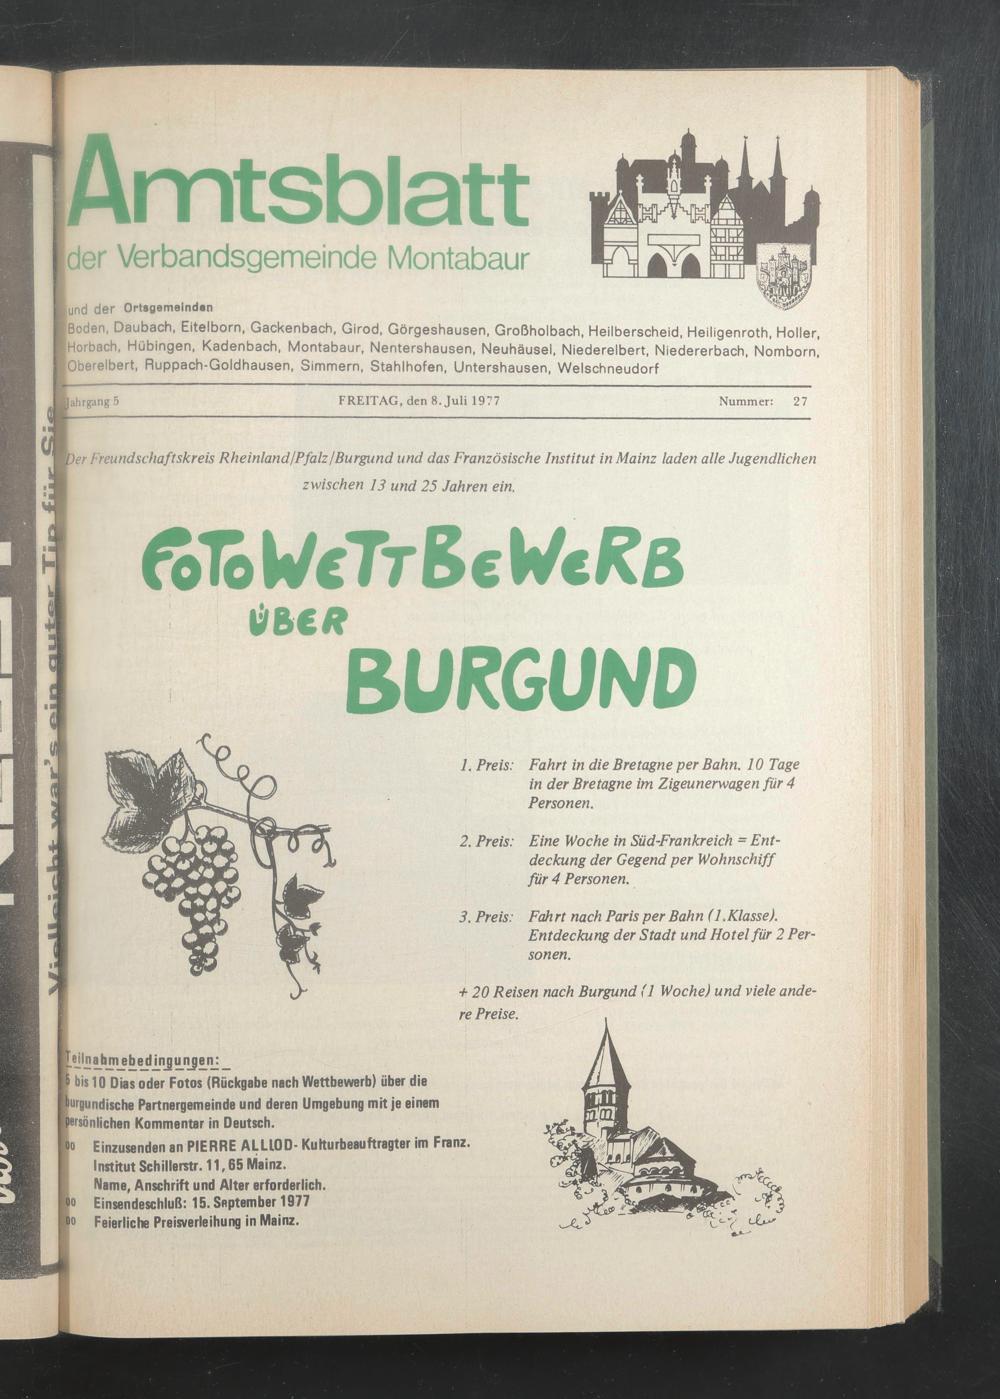 Amtsblatt
der Verbandsgemeinde Montabaur
und der Ortsgemeinden
Boden, Daubach, Eitelborn, Gackenbach, Girod, Görgeshausen, Großholbach, Heilberscheid, Heiligenroth, Holler,
Horbach, Hübingen, Kadenbach, Montabaur, Nentershausen, Neuhäusel, Niederelbert, Niedererbach, Nomborn,
Oberelbert, Ruppach-Goldhausen, Simmern, Stahlhofen, Untershausen, Welschneudorf
Jahrgang 5 FREITAG, den 8. Juli 1977 Nummer: 27
Der Freundschaftskreis Rheinland/Pfalz/Burgund und das Französische Institut in Mainz laden alle Jugendlichen
zwischen 13 und 25 Jahren ein.
FOTOWETTBEWERB
ÜBER
BURGUND
1. Preis: Fahrt in die Bretagne per Bahn. 10 Tage
in der Bretagne im Zigeunerwagen für 4
Personen.
2. Preis: Eine Woche in Süd-Frankreich = Ent-
deckung der Gegend per Wohnschiff
für 4 Personen.
3. Preis: Fahrt nach Paris per Bahn (1.Klasse).
Entdeckung der Stadt und Hotel für 2 Per-
sonen.
+ 20 Reisen nach Burgund (1 Woche) und viele ande-
re Preise.
Teilnahmebedingungen:
5 bis 10 Dias oder Fotos (Rückgabe nach Wettbewerb) über die
burgundische Partnergemeinde und deren Umgebung mit je einem
persönlichen Kommentar in Deutsch.
oo Einzusenden an PIERRE ALLIOD- Kulturbeauftragter im Franz.
Institut Schillerstr. 11, 65 Mainz.
Name, Anschrift und Alter erforderlich.
oo Einsendeschluß: 15. September 1977
oo Feierliche Preisverleihung in Mainz.
Vielleicht war's ein guter Tip für Sie